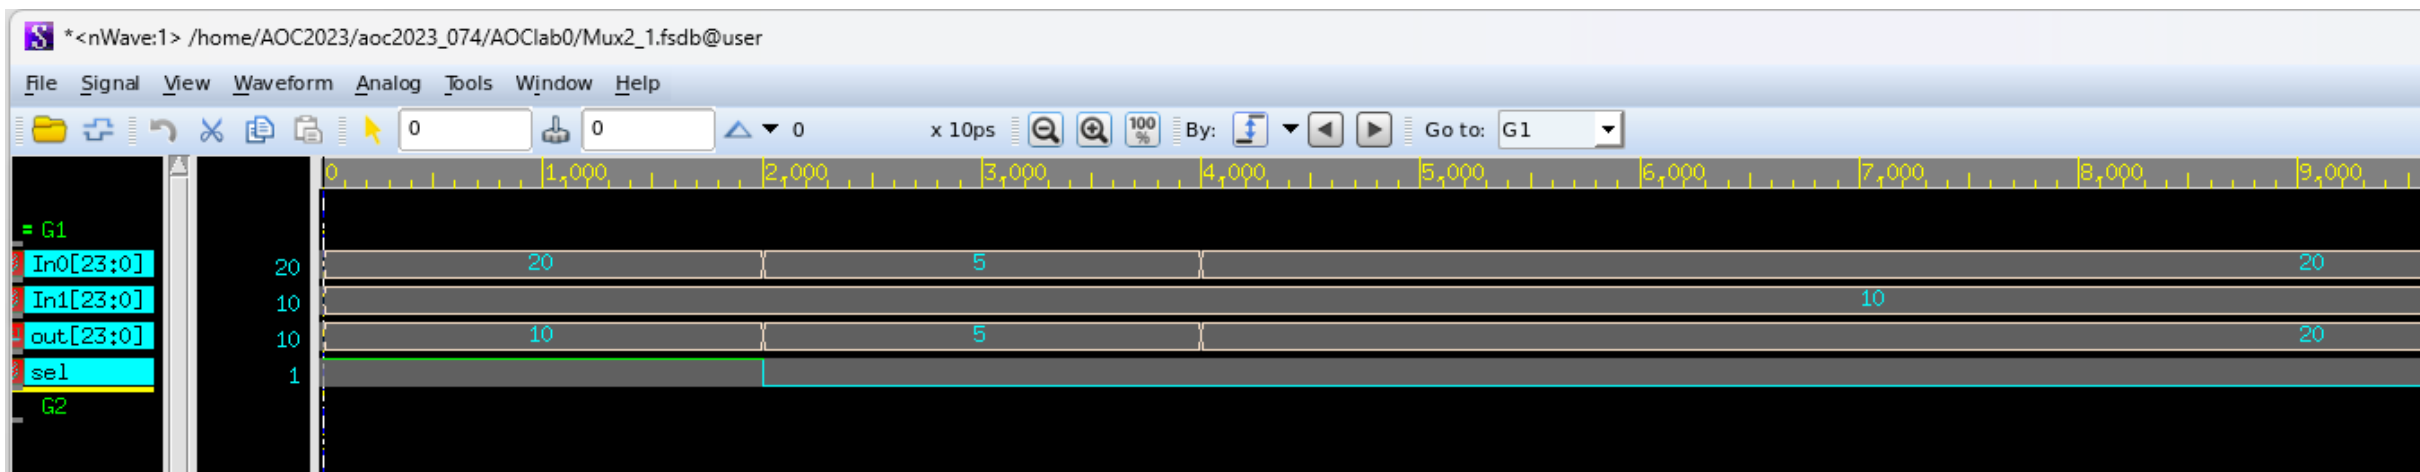 *<nWave:1> /home/AOC2023/aoc2023_074/AOClab0/Mux2_1.fsdb@user
File Signal View Waveform Analog Tools Window Help
0 0 0 x 10ps 100 % By: Go to: G1
0 1,000 2,000 3,000 4,000 5,000 6,000 7,000 8,000 9,000
= G1
In0[23:0] 20 20 5 20
In1[23:0] 10 10
out[23:0] 10 10 5 20
sel 1
G2